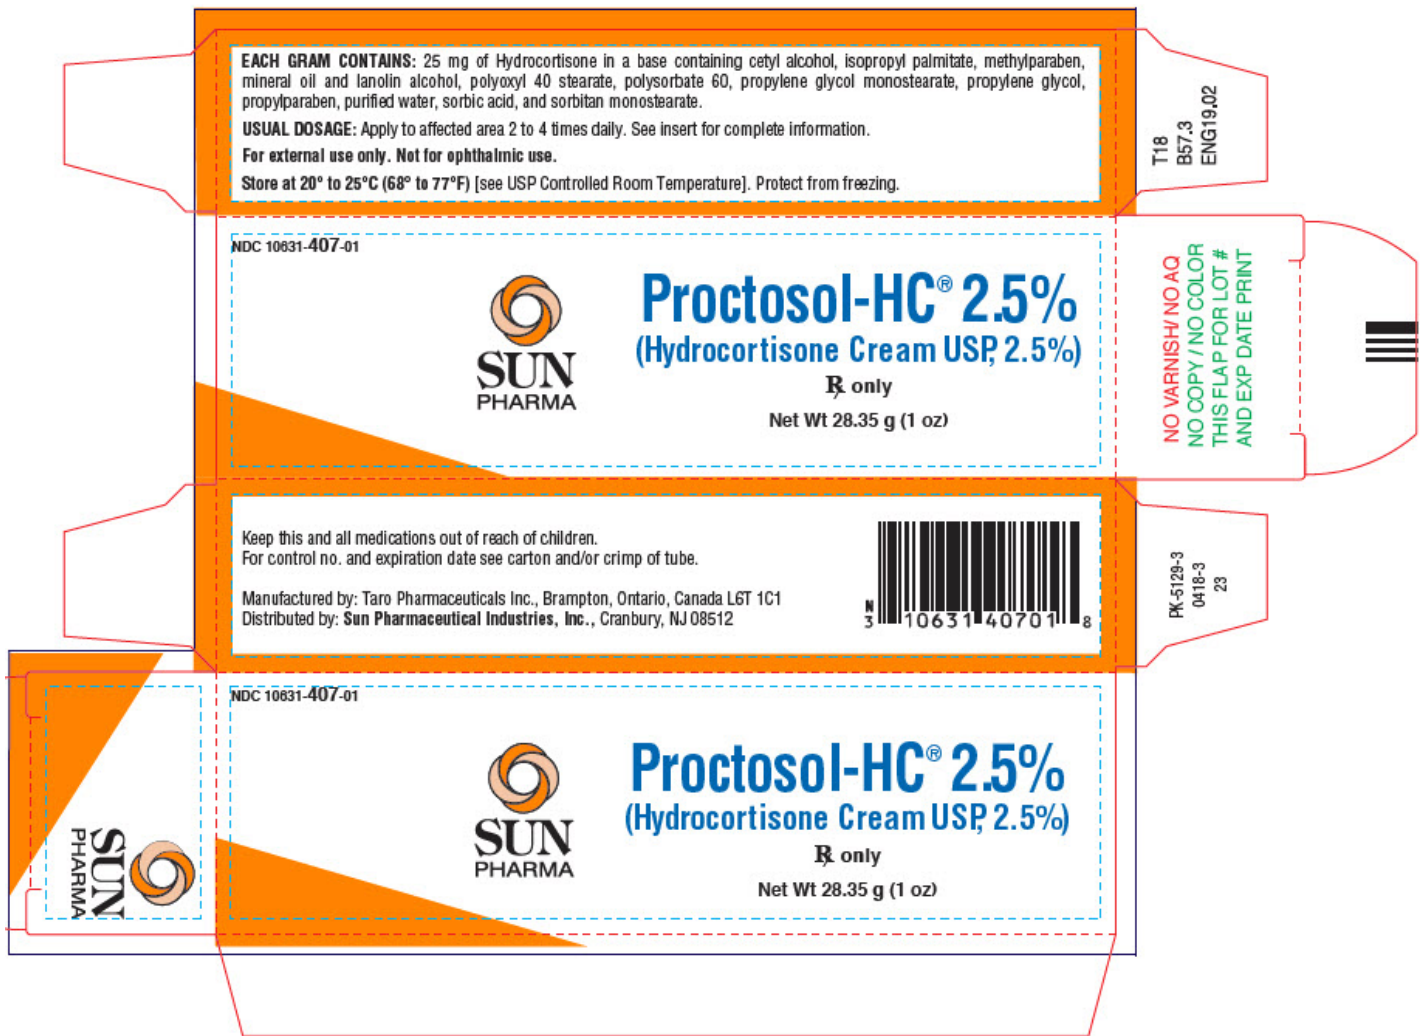 EACH GRAM CONTAINS: 25 mg of Hydrocortisone in a base containing cetyl alcohol, isopropyl palmitate, methylparaben,
mineral oil and lanolin alcohol, polyoxyl 40 stearate, polysorbate 60, propylene glycol monostearate, propylene glycol,
propylparaben, purified water, sorbic acid, and sorbitan monostearate.
USUAL DOSAGE: Apply to affected area 2 to 4 times daily. See insert for complete information.
For external use only. Not for ophthalmic use.
Store at 20° to 25°C (68° to 77°F) [see USP Controlled Room Temperature]. Protect from freezing.
T18
B57.3
ENG19.02
NDC 10631-407-01
SUN
PHARMA
Proctosol-HC® 2.5%
(Hydrocortisone Cream USP, 2.5%)
℞ only
Net Wt 28.35 g (1 oz)
NO VARNISH/ NO AQ
NO COPY / NO COLOR
THIS FLAP FOR LOT #
AND EXP DATE PRINT
Keep this and all medications out of reach of children.
For control no. and expiration date see carton and/or crimp of tube.
Manufactured by: Taro Pharmaceuticals Inc., Brampton, Ontario, Canada L6T 1C1
Distributed by: Sun Pharmaceutical Industries, Inc., Cranbury, NJ 08512
N
3 10631 40701 8
PK-5129-3
0418-3
23
SUN
PHARMA
NDC 10631-407-01
SUN
PHARMA
Proctosol-HC® 2.5%
(Hydrocortisone Cream USP, 2.5%)
℞ only
Net Wt 28.35 g (1 oz)